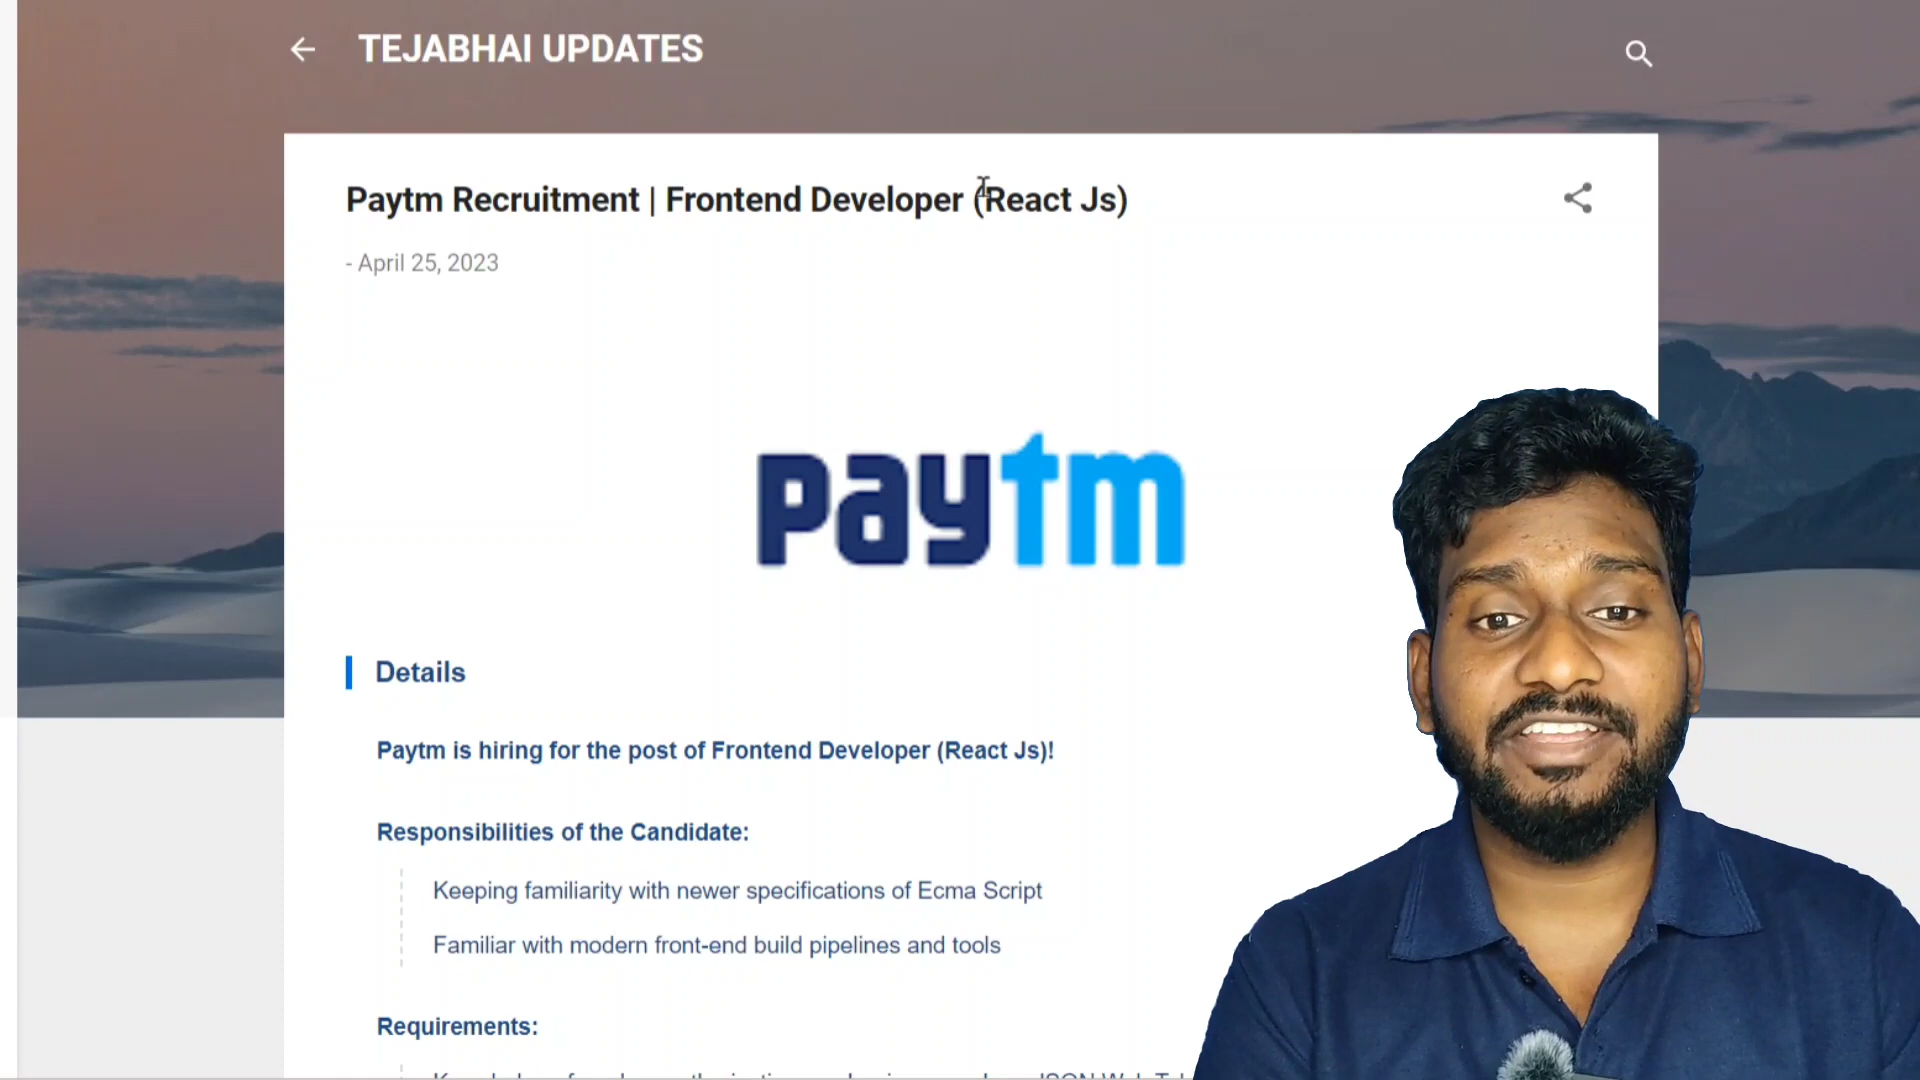 TEJABHAI UPDATES
Paytm Recruitment | Frontend Developer (React Js)
- April 25, 2023
paytm
Details
Paytm is hiring for the post of Frontend Developer (React Js)!
Responsibilities of the Candidate:
Keeping familiarity with newer specifications of Ecma Script
Familiar with modern front-end build pipelines and tools
Requirements: